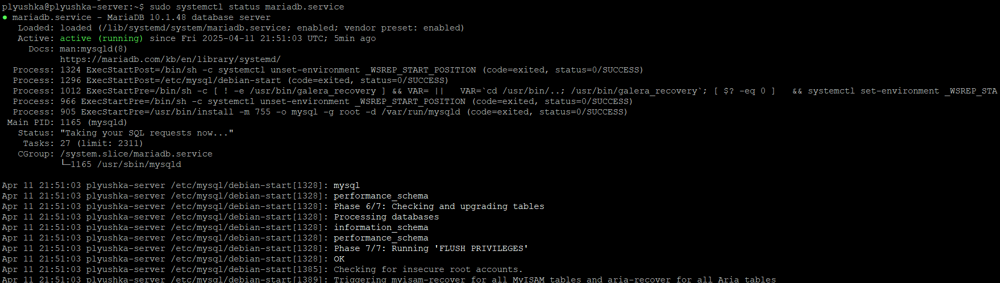 plyushka@plyushka-server:~$ sudo systemctl status mariadb.service
● mariadb.service - MariaDB 10.1.48 database server
   Loaded: loaded (/lib/systemd/system/mariadb.service; enabled; vendor preset: enabled)
   Active: active (running) since Fri 2025-04-11 21:51:03 UTC; 5min ago
     Docs: man:mysqld(8)
           https://mariadb.com/kb/en/library/systemd/
  Process: 1324 ExecStartPost=/bin/sh -c systemctl unset-environment _WSREP_START_POSITION (code=exited, status=0/SUCCESS)
  Process: 1296 ExecStartPost=/etc/mysql/debian-start (code=exited, status=0/SUCCESS)
  Process: 1012 ExecStartPre=/bin/sh -c [ ! -e /usr/bin/galera_recovery ] && VAR= ||   VAR=`cd /usr/bin/..; /usr/bin/galera_recovery`; [ $? -eq 0 ]   && systemctl set-environment _WSREP_STA
  Process: 966 ExecStartPre=/bin/sh -c systemctl unset-environment _WSREP_START_POSITION (code=exited, status=0/SUCCESS)
  Process: 905 ExecStartPre=/usr/bin/install -m 755 -o mysql -g root -d /var/run/mysqld (code=exited, status=0/SUCCESS)
 Main PID: 1165 (mysqld)
   Status: "Taking your SQL requests now..."
    Tasks: 27 (limit: 2311)
   CGroup: /system.slice/mariadb.service
           └─1165 /usr/sbin/mysqld
Apr 11 21:51:03 plyushka-server /etc/mysql/debian-start[1328]: mysql
Apr 11 21:51:03 plyushka-server /etc/mysql/debian-start[1328]: performance_schema
Apr 11 21:51:03 plyushka-server /etc/mysql/debian-start[1328]: Phase 6/7: Checking and upgrading tables
Apr 11 21:51:03 plyushka-server /etc/mysql/debian-start[1328]: Processing databases
Apr 11 21:51:03 plyushka-server /etc/mysql/debian-start[1328]: information_schema
Apr 11 21:51:03 plyushka-server /etc/mysql/debian-start[1328]: performance_schema
Apr 11 21:51:03 plyushka-server /etc/mysql/debian-start[1328]: Phase 7/7: Running 'FLUSH PRIVILEGES'
Apr 11 21:51:03 plyushka-server /etc/mysql/debian-start[1328]: OK
Apr 11 21:51:03 plyushka-server /etc/mysql/debian-start[1385]: Checking for insecure root accounts.
Apr 11 21:51:03 plyushka-server /etc/mysql/debian-start[1389]: Triggering myisam-recover for all MyISAM tables and aria-recover for all Aria tables